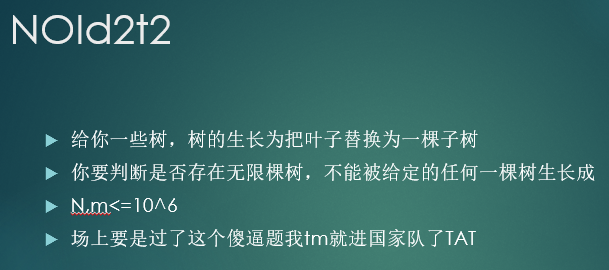 NOId2t2
给你一些树，树的生长为把叶子替换为一棵子树
你要判断是否存在无限棵树，不能被给定的任何一棵树生长成
N,m<=10^6
场上要是过了这个傻逼题我tm就进国家队了TAT